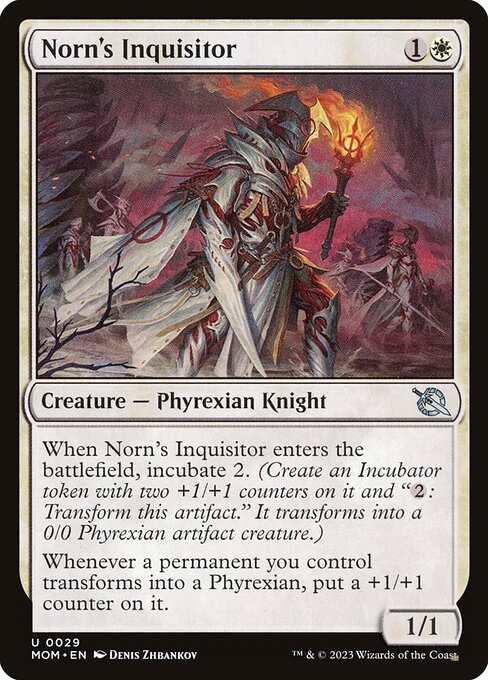 Norn's Inquisitor 1
Creature — Phyrexian Knight
When Norn's Inquisitor enters the
battlefield, incubate 2. (Create an Incubator
token with two +1/+1 counters on it and “2:
Transform this artifact.” It transforms into a
0/0 Phyrexian artifact creature.)
Whenever a permanent you control
transforms into a Phyrexian, put a +1/+1
counter on it.
1/1
U 0029
MOM • EN Denis Zhbankov
™ & © 2023 Wizards of the Coast